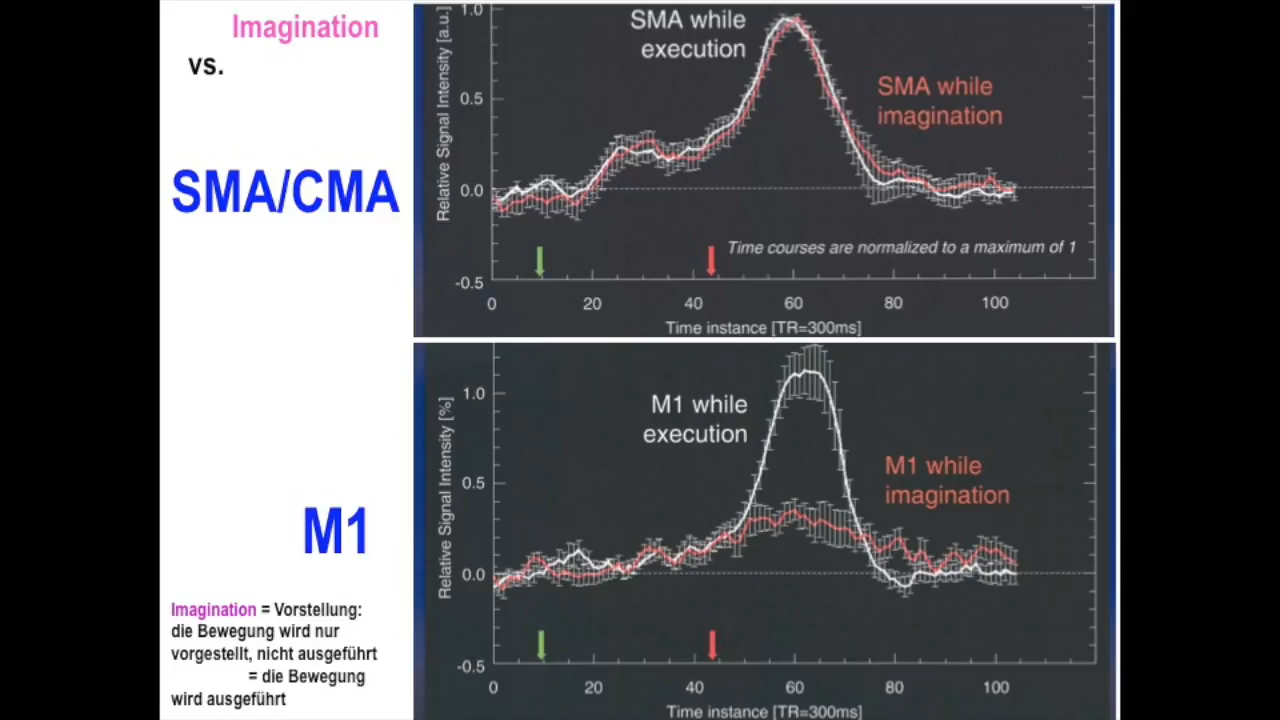 Imagination
vs.
SMA/CMA
M1
Imagination = Vorstellung:
die Bewegung wird nur
vorgestellt, nicht ausgeführt
= die Bewegung
wird ausgeführt
Relative Signal Intensity [a.u.]
1.0
0.5
0.0
-0.5
SMA while
execution
SMA while
imagination
Time courses are normalized to a maximum of 1
0 20 40 60 80 100
Time instance [TR=300ms]
Relative Signal Intensity [%]
1.0
0.5
0.0
-0.5
M1 while
execution
M1 while
imagination
0 20 40 60 80 100
Time instance [TR=300ms]